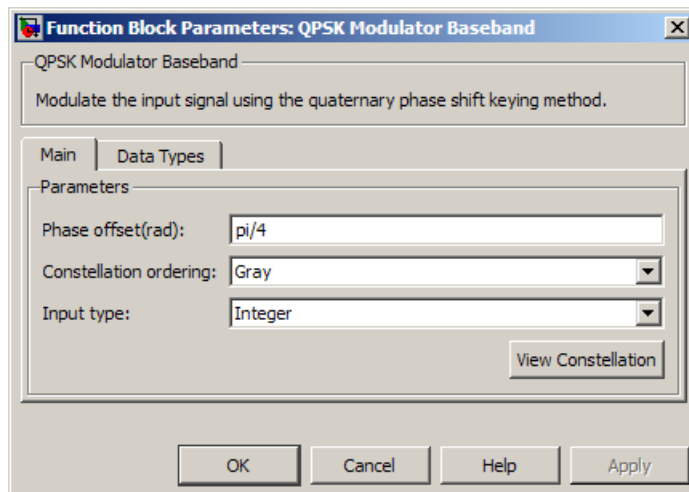 Function Block Parameters: QPSK Modulator Baseband
QPSK Modulator Baseband
Modulate the input signal using the quaternary phase shift keying method.
Main Data Types
Parameters
Phase offset(rad): pi/4
Constellation ordering: Gray
Input type: Integer
View Constellation
OK Cancel Help Apply